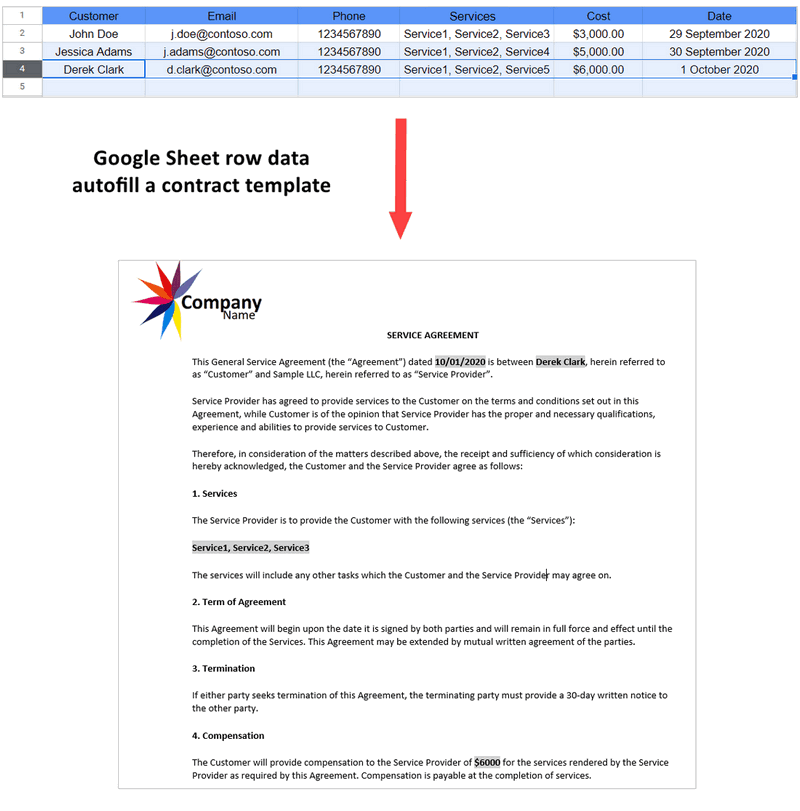 1 Customer Email Phone Services Cost Date
2 John Doe j.doe@contoso.com 1234567890 Service1, Service2, Service3 $3,000.00 29 September 2020
3 Jessica Adams j.adams@contoso.com 1234567890 Service1, Service2, Service4 $5,000.00 30 September 2020
4 Derek Clark d.clark@contoso.com 1234567890 Service1, Service2, Service5 $6,000.00 1 October 2020
5
Google Sheet row data
autofill a contract template
Company
Name
SERVICE AGREEMENT
This General Service Agreement (the “Agreement”) dated 10/01/2020 is between Derek Clark, herein referred to
as “Customer” and Sample LLC, herein referred to as “Service Provider”.
Service Provider has agreed to provide services to the Customer on the terms and conditions set out in this
Agreement, while Customer is of the opinion that Service Provider has the proper and necessary qualifications,
experience and abilities to provide services to Customer.
Therefore, in consideration of the matters described above, the receipt and sufficiency of which consideration is
hereby acknowledged, the Customer and the Service Provider agree as follows:
1. Services
The Service Provider is to provide the Customer with the following services (the “Services”):
Service1, Service2, Service3
The services will include any other tasks which the Customer and the Service Provider may agree on.
2. Term of Agreement
This Agreement will begin upon the date it is signed by both parties and will remain in full force and effect until the
completion of the Services. This Agreement may be extended by mutual written agreement of the parties.
3. Termination
If either party seeks termination of this Agreement, the terminating party must provide a 30-day written notice to
the other party.
4. Compensation
The Customer will provide compensation to the Service Provider of $6000 for the services rendered by the Service
Provider as required by this Agreement. Compensation is payable at the completion of services.